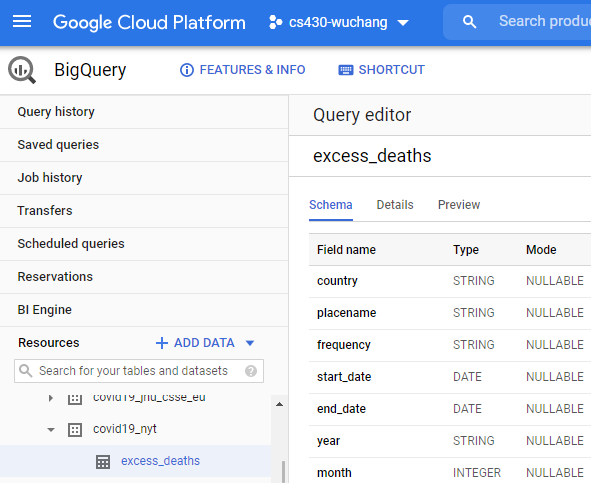 Google Cloud Platform
cs430-wuchang
Search produ
BigQuery
FEATURES & INFO
SHORTCUT
Query history
Saved queries
Job history
Transfers
Scheduled queries
Reservations
BI Engine
Resources
ADD DATA
Search for your tables and datasets
covid19_jhu_csse_eu
covid19_nyt
excess_deaths
Query editor
excess_deaths
Schema Details Preview
Field name Type Mode
country STRING NULLABLE
placename STRING NULLABLE
frequency STRING NULLABLE
start_date DATE NULLABLE
end_date DATE NULLABLE
year STRING NULLABLE
month INTEGER NULLABLE